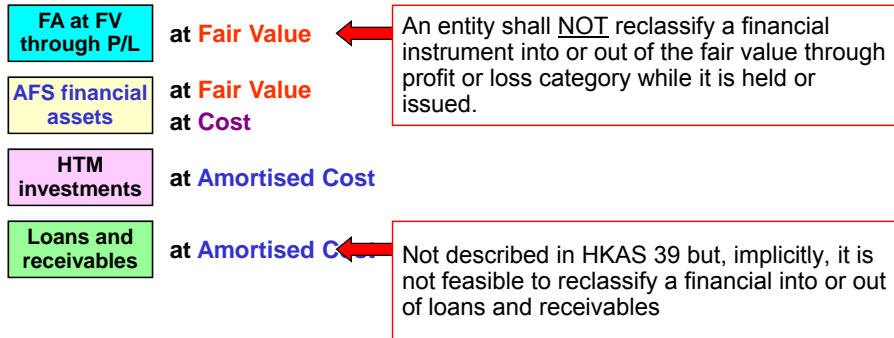 FA at FV
through P/L
at Fair Value
An entity shall NOT reclassify a financial
instrument into or out of the fair value through
profit or loss category while it is held or
issued.
AFS financial
assets
at Fair Value
at Cost
HTM
investments
at Amortised Cost
Loans and
receivables
at Amortised Cost
Not described in HKAS 39 but, implicitly, it is
not feasible to reclassify a financial into or out
of loans and receivables